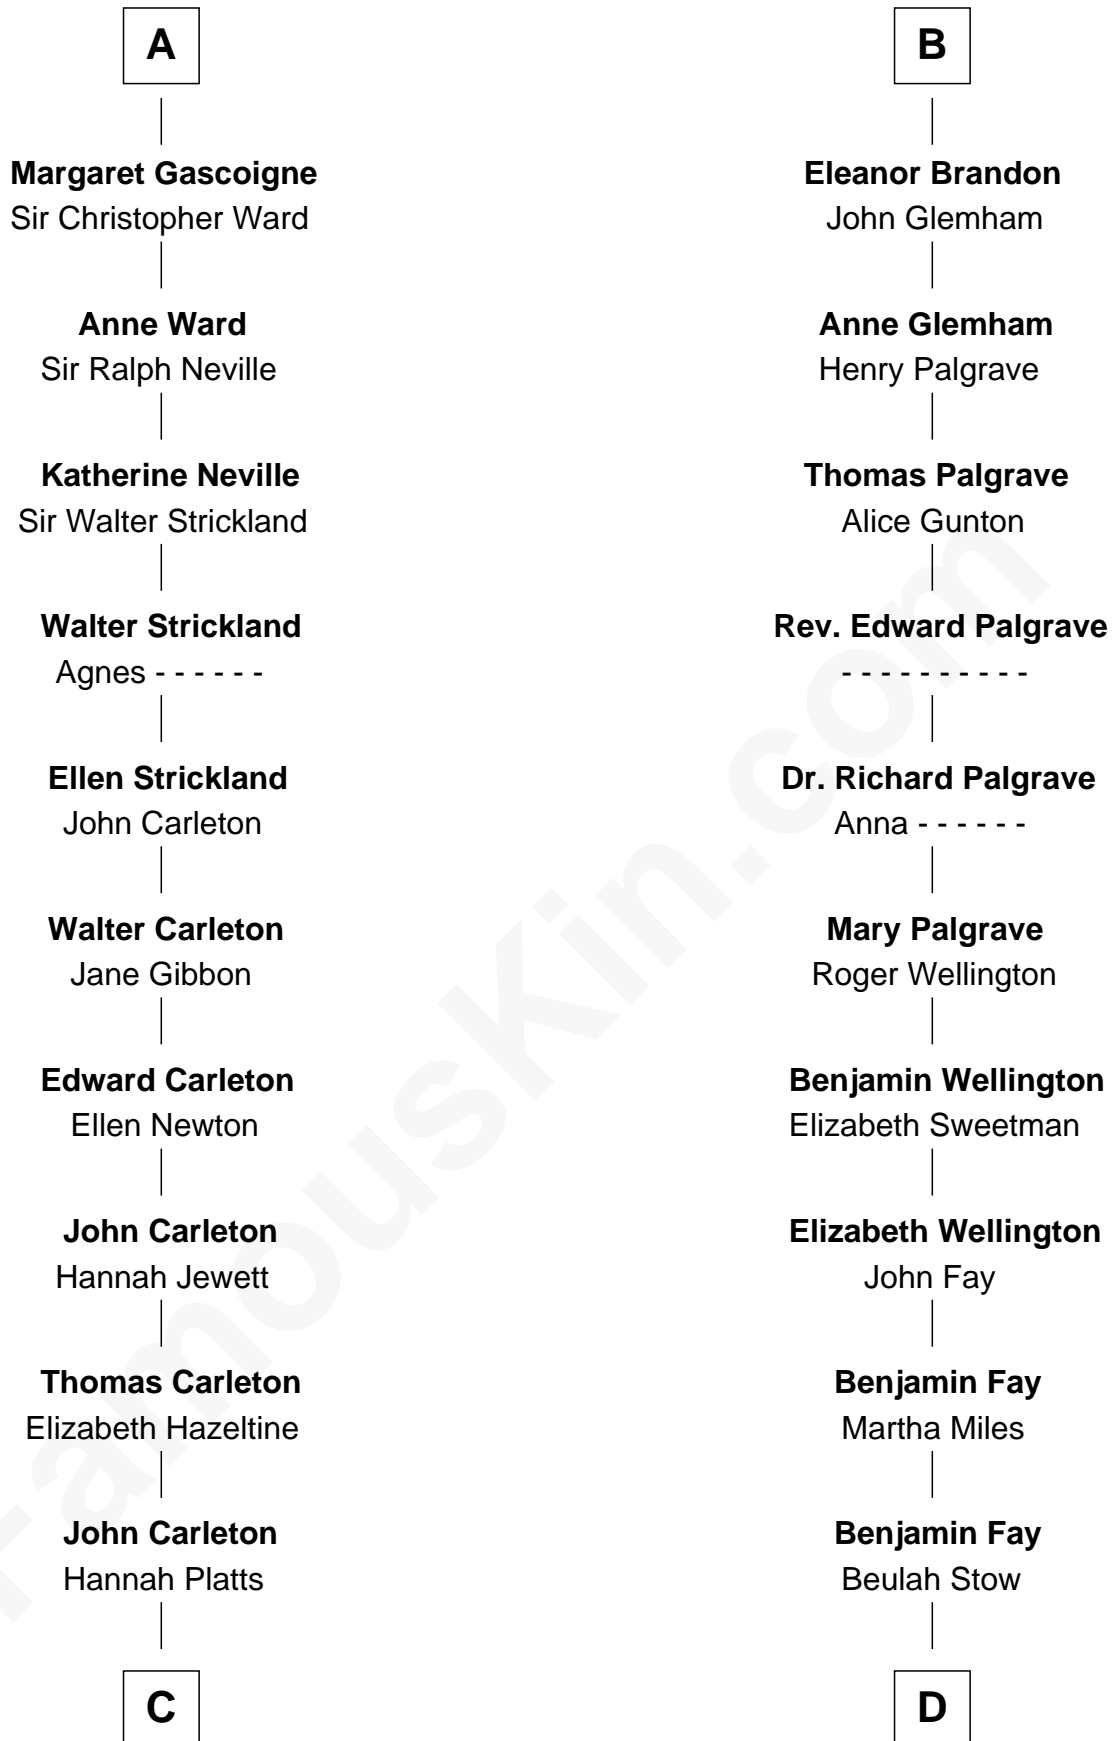 A
Margaret Gascoigne
Sir Christopher Ward
Anne Ward
Sir Ralph Neville
Katherine Neville
Sir Walter Strickland
Walter Strickland
Agnes - - - - - -
Ellen Strickland
John Carleton
Walter Carleton
Jane Gibbon
Edward Carleton
Ellen Newton
John Carleton
Hannah Jewett
Thomas Carleton
Elizabeth Hazeltine
John Carleton
Hannah Platts
C
B
Eleanor Brandon
John Glemham
Anne Glemham
Henry Palgrave
Thomas Palgrave
Alice Gunton
Rev. Edward Palgrave
- - - - - - - - - -
Dr. Richard Palgrave
Anna - - - - - -
Mary Palgrave
Roger Wellington
Benjamin Wellington
Elizabeth Sweetman
Elizabeth Wellington
John Fay
Benjamin Fay
Martha Miles
Benjamin Fay
Beulah Stow
D
FamousKin.com